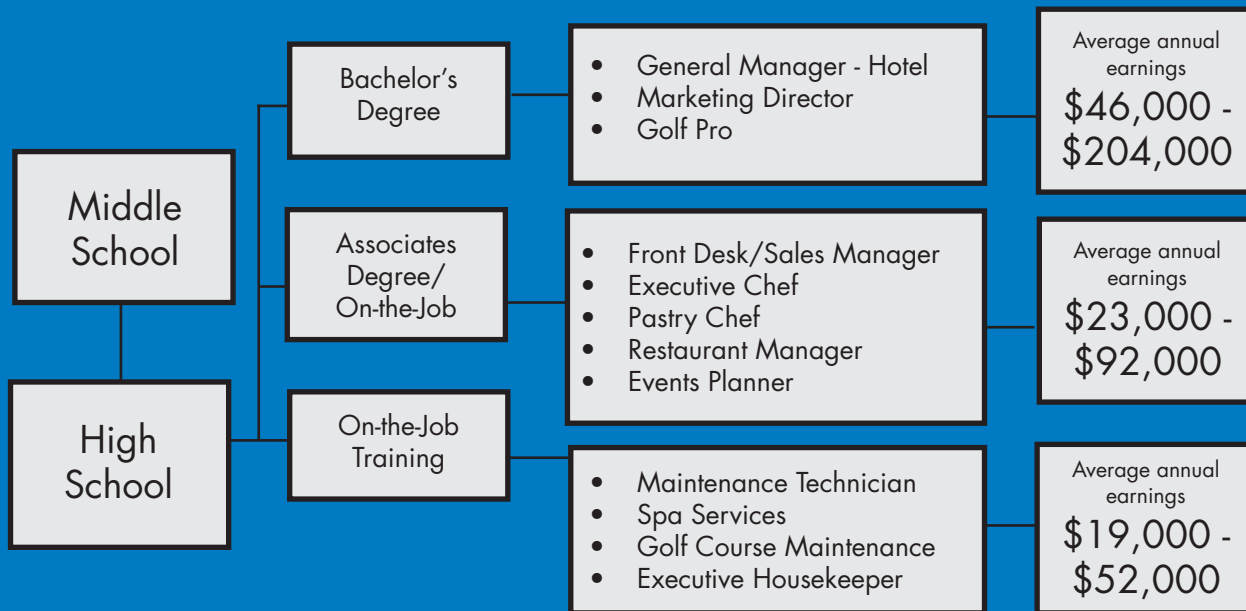 Middle
School
High
School
Bachelor’s
Degree
• General Manager - Hotel
• Marketing Director
• Golf Pro
Average annual
earnings
$46,000 -
$204,000
Associates
Degree/
On-the-Job
• Front Desk/Sales Manager
• Executive Chef
• Pastry Chef
• Restaurant Manager
• Events Planner
Average annual
earnings
$23,000 -
$92,000
On-the-Job
Training
• Maintenance Technician
• Spa Services
• Golf Course Maintenance
• Executive Housekeeper
Average annual
earnings
$19,000 -
$52,000